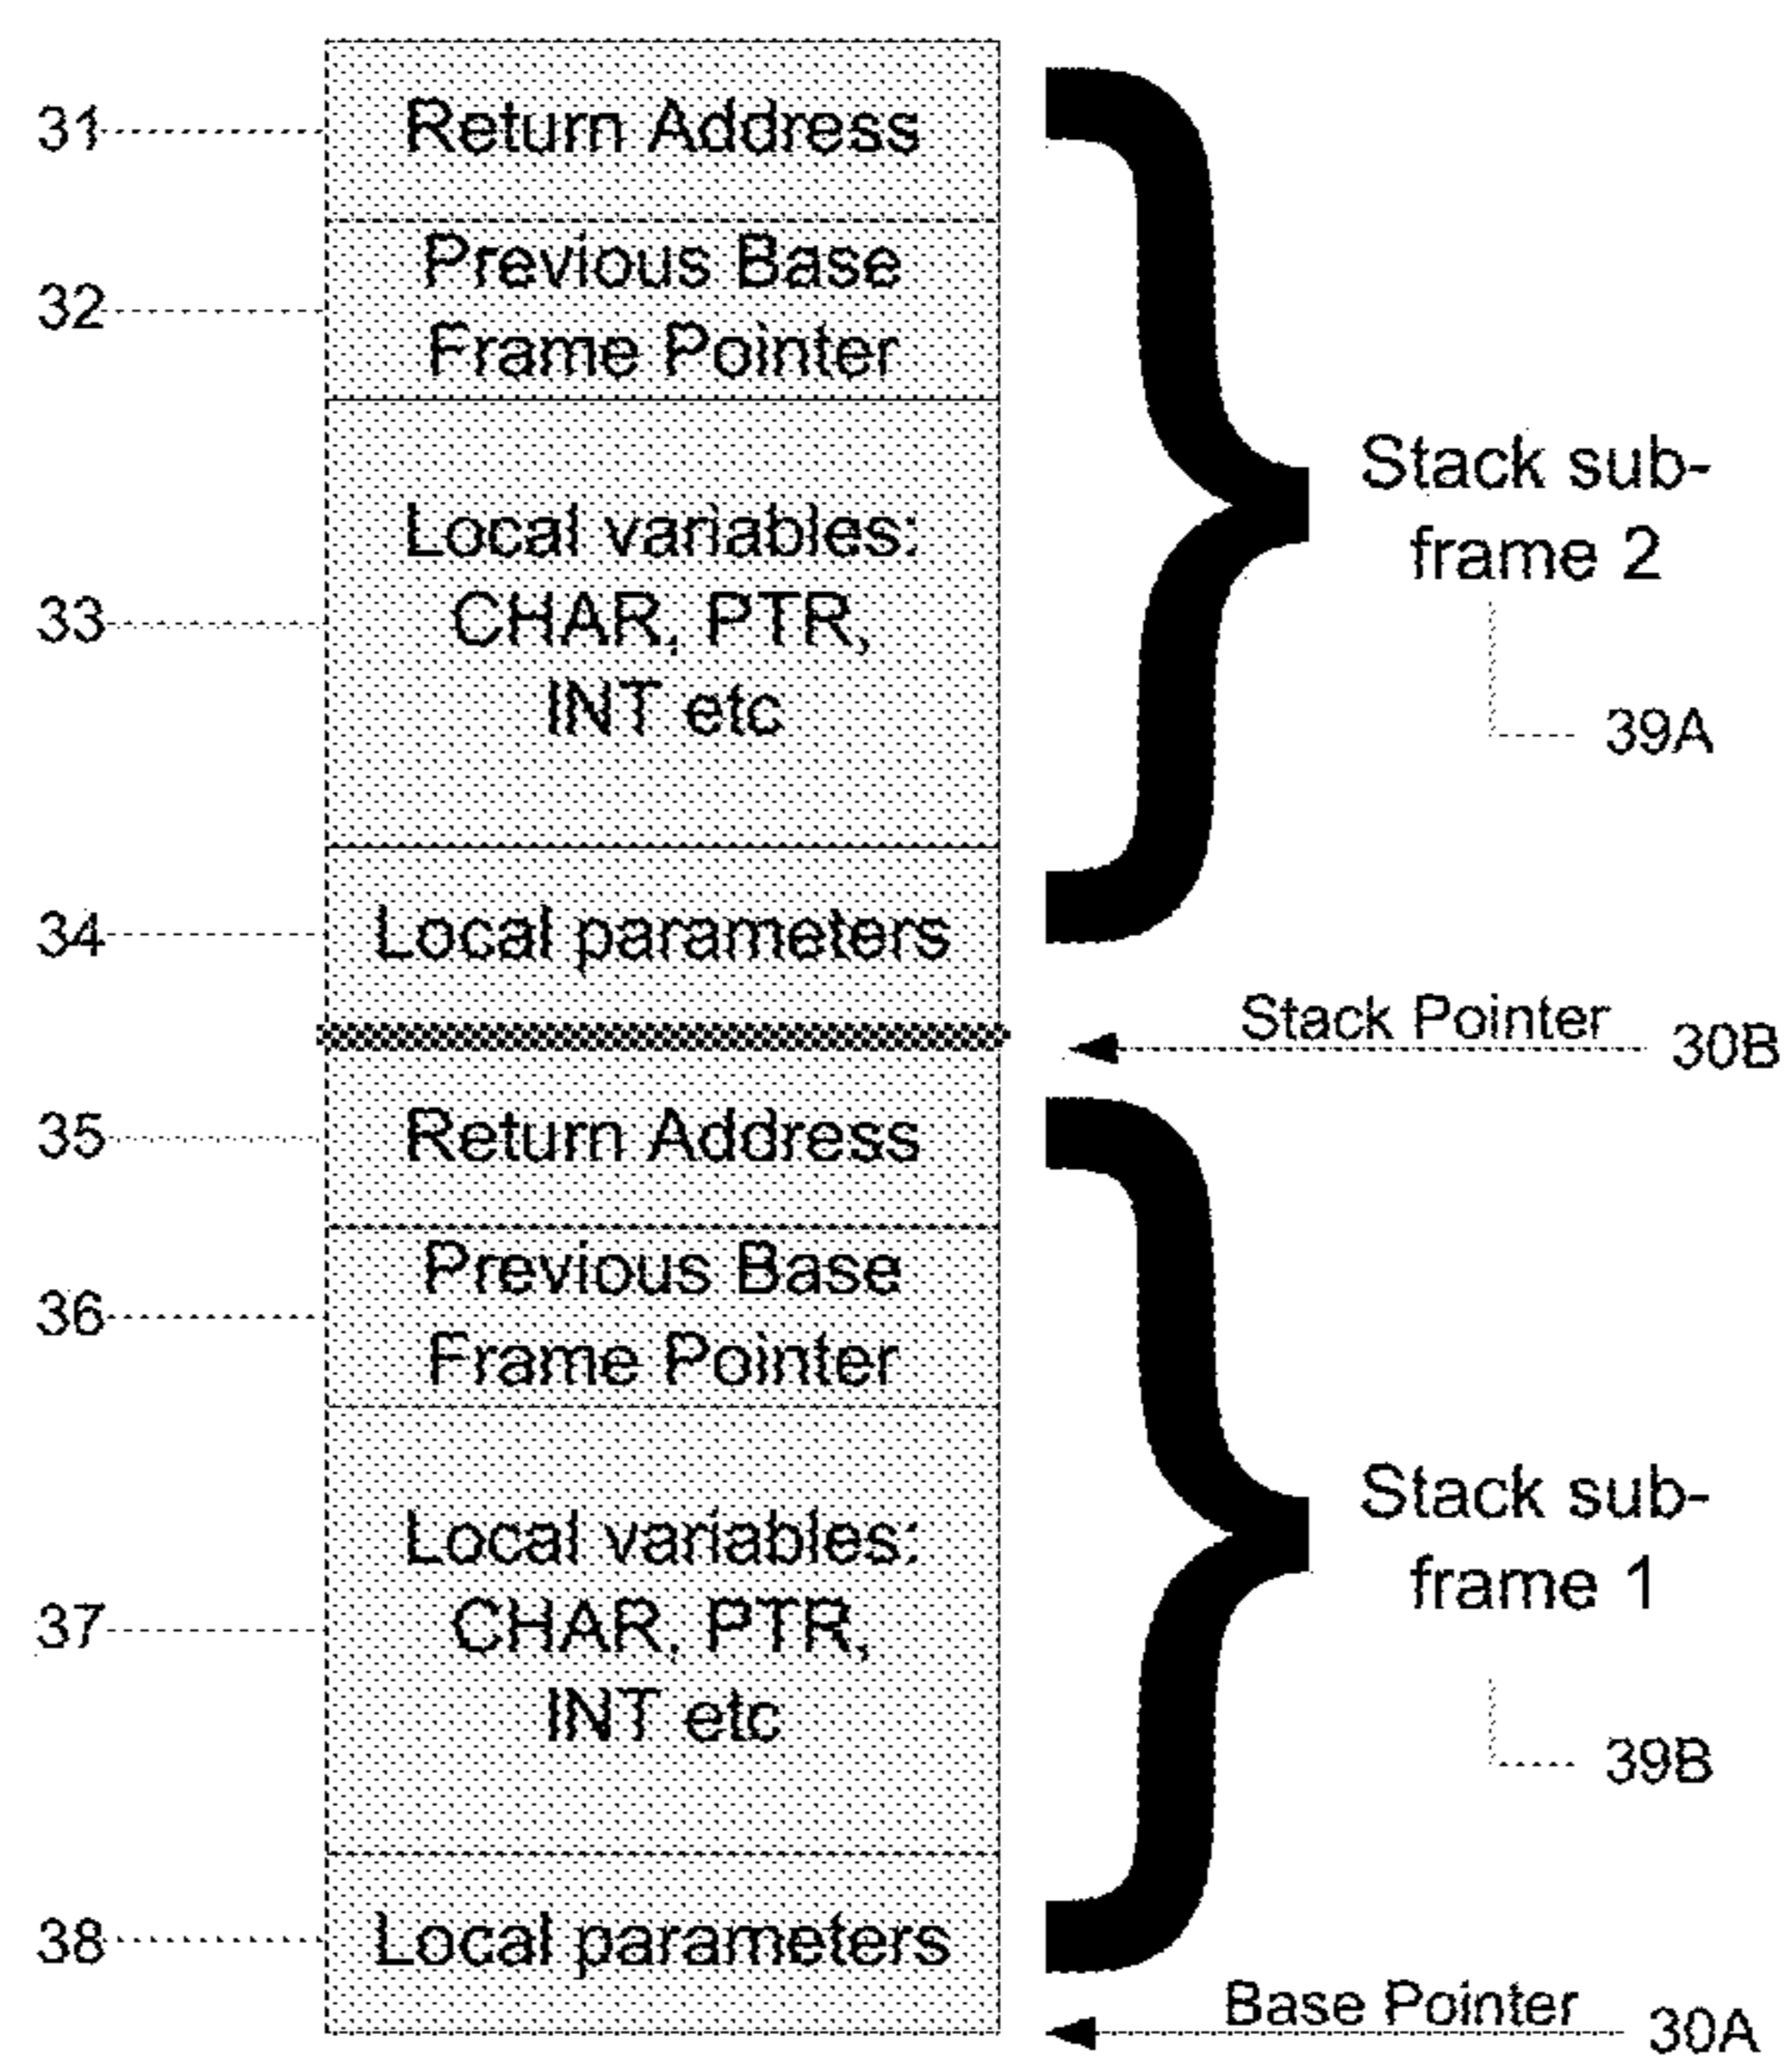 31
Return Address
32
Previous Base
Frame Pointer
33
Local variables:
CHAR, PTR,
INT etc
34
Local parameters
Stack sub-
frame 2
39A
Stack Pointer
30B
35
Return Address
36
Previous Base
Frame Pointer
37
Local variables:
CHAR, PTR,
INT etc
38
Local parameters
Stack sub-
frame 1
39B
Base Pointer
30A